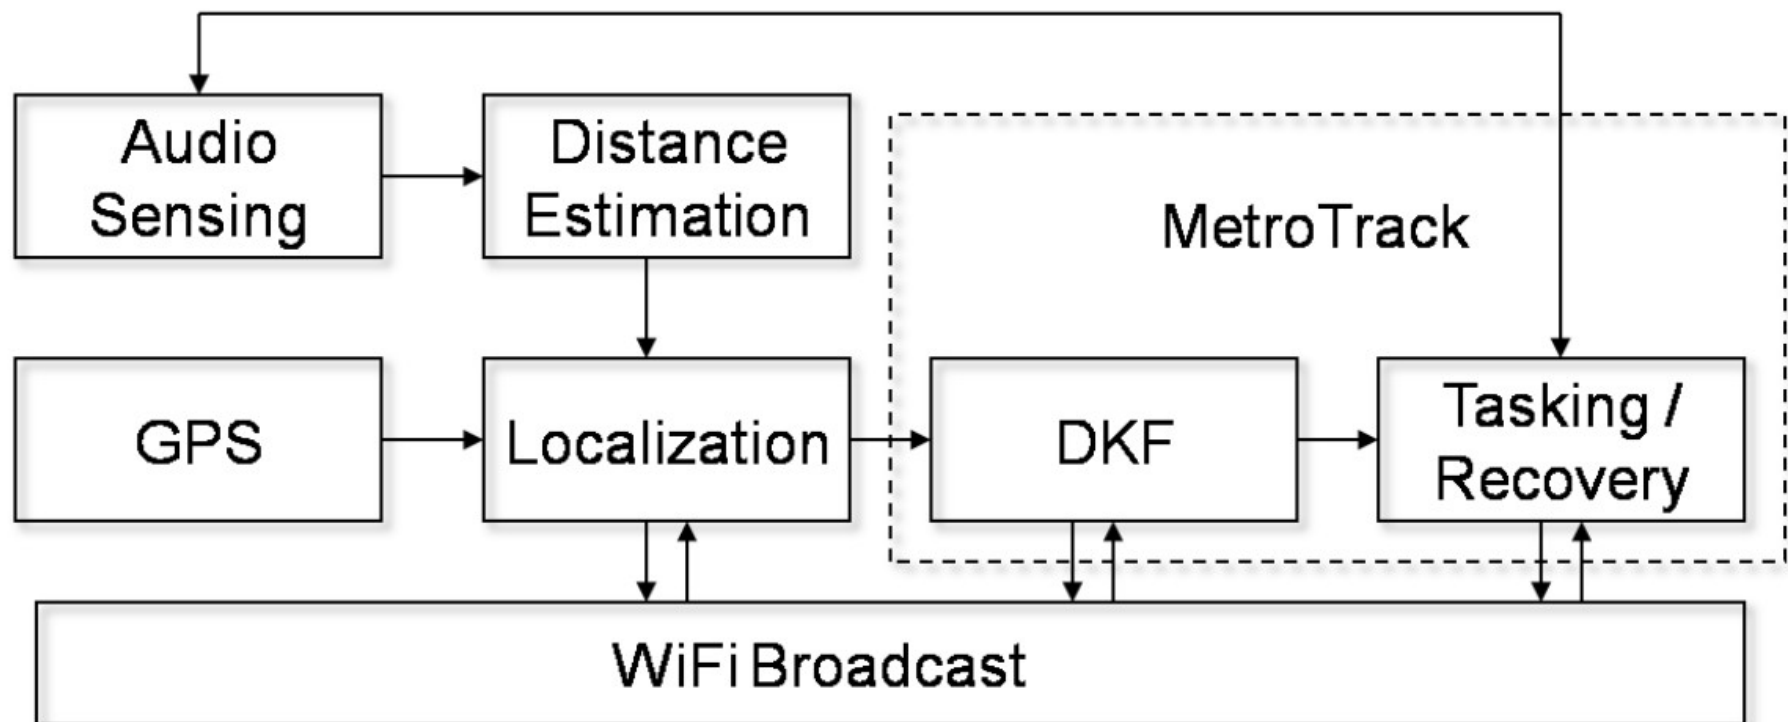 Audio
Sensing
Distance
Estimation
MetroTrack
GPS
Localization
DKF
Tasking /
Recovery
WiFi Broadcast